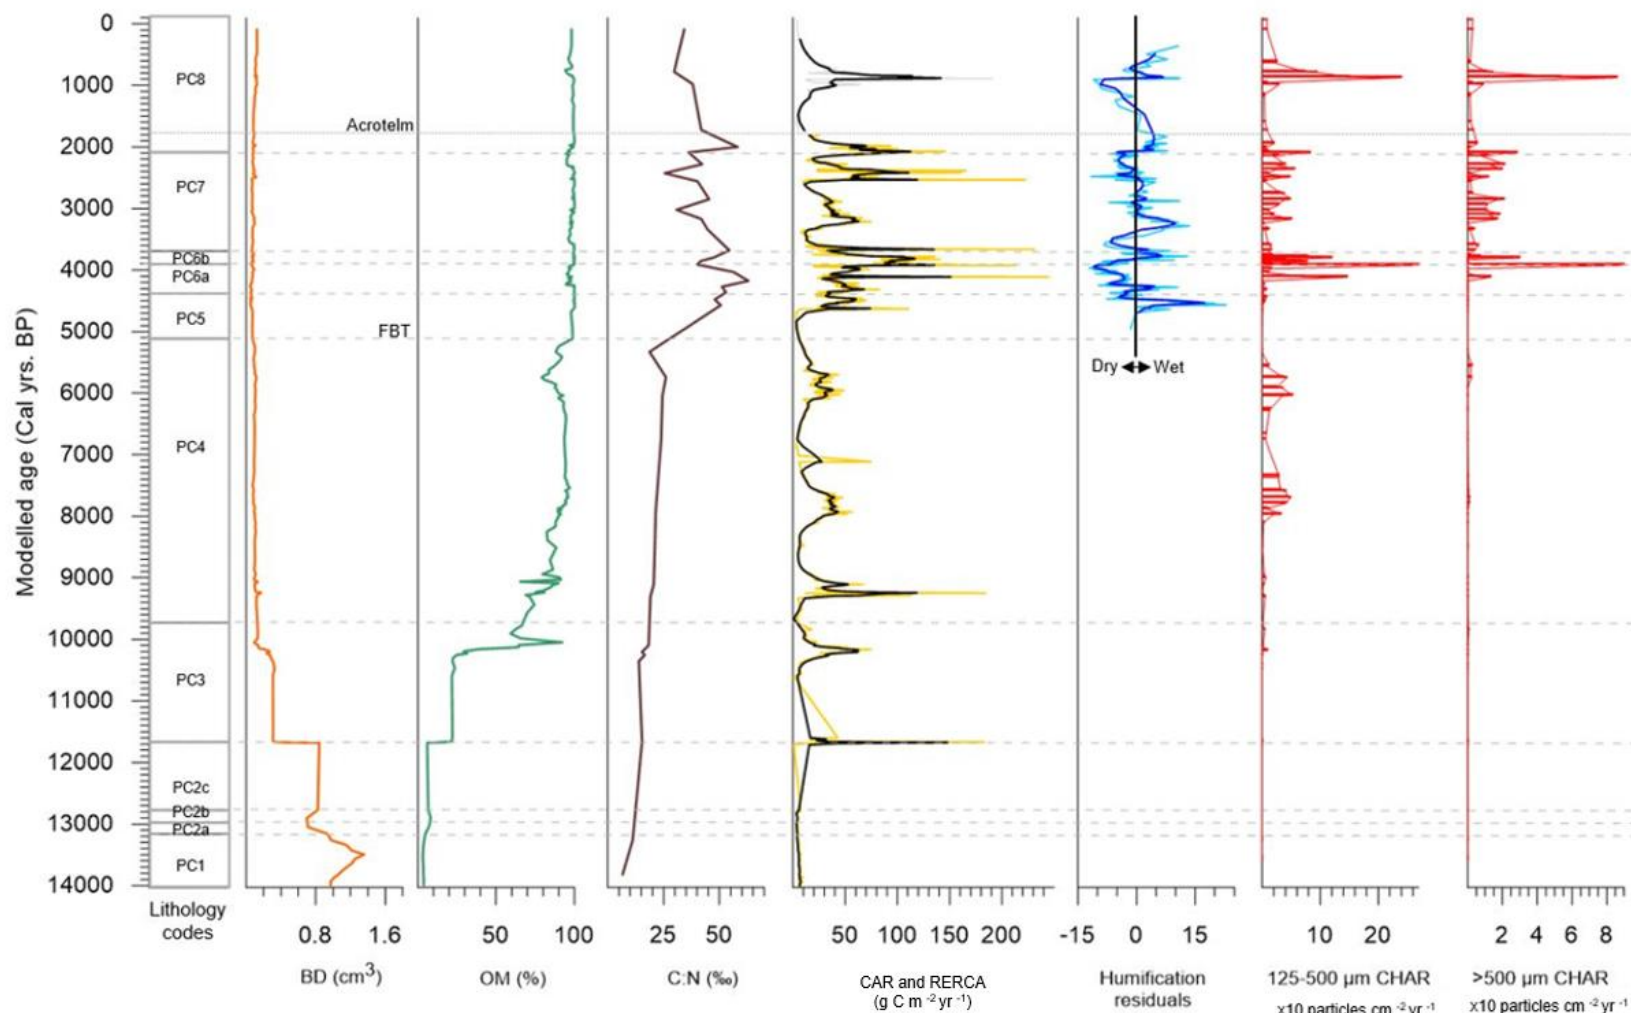 Modelled age (Cal yrs. BP)
0
1000
2000
3000
4000
5000
6000
7000
8000
9000
10000
11000
12000
13000
14000
PC8
PC7
PC6b
PC6a
PC5
PC4
PC3
PC2c
PC2b
PC2a
PC1
Lithology
codes
Acrotelm
FBT
Dry Wet
0.8 1.6
BD (cm³)
50 100
OM (%)
25 50
C:N (‰)
50 100 150 200
CAR and RERCA
(g C m⁻² yr⁻¹)
-15 0 15
Humification
residuals
10 20
125-500 µm CHAR
x10 particles cm⁻² yr⁻¹
2 4 6 8
>500 µm CHAR
x10 particles cm⁻² yr⁻¹